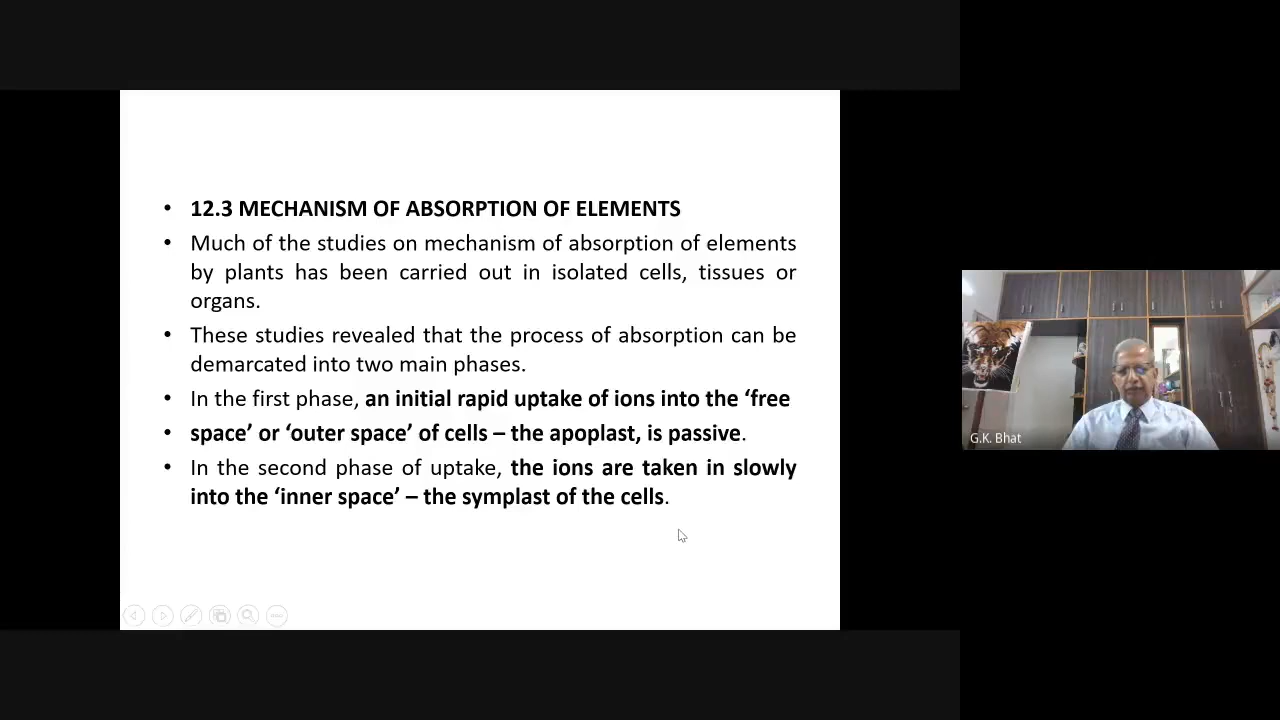 • 12.3 MECHANISM OF ABSORPTION OF ELEMENTS
• Much of the studies on mechanism of absorption of elements
by plants has been carried out in isolated cells, tissues or
organs.
• These studies revealed that the process of absorption can be
demarcated into two main phases.
• In the first phase, an initial rapid uptake of ions into the ‘free
• space’ or ‘outer space’ of cells – the apoplast, is passive.
• In the second phase of uptake, the ions are taken in slowly
into the ‘inner space’ – the symplast of the cells.
G.K. Bhat